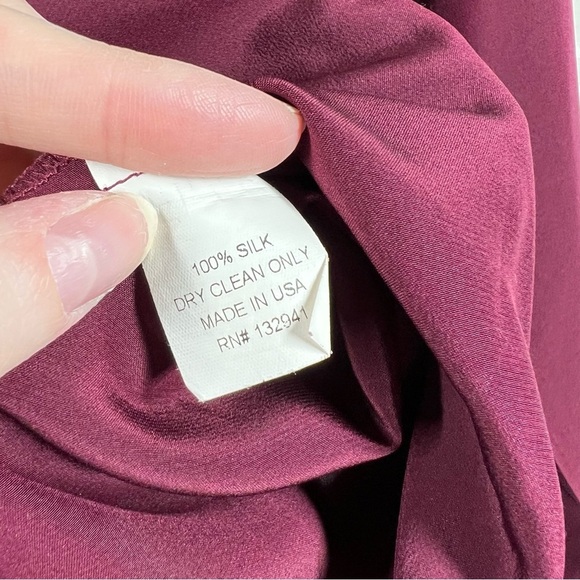 100% SILK
DRY CLEAN ONLY
MADE IN USA
RN# 132941